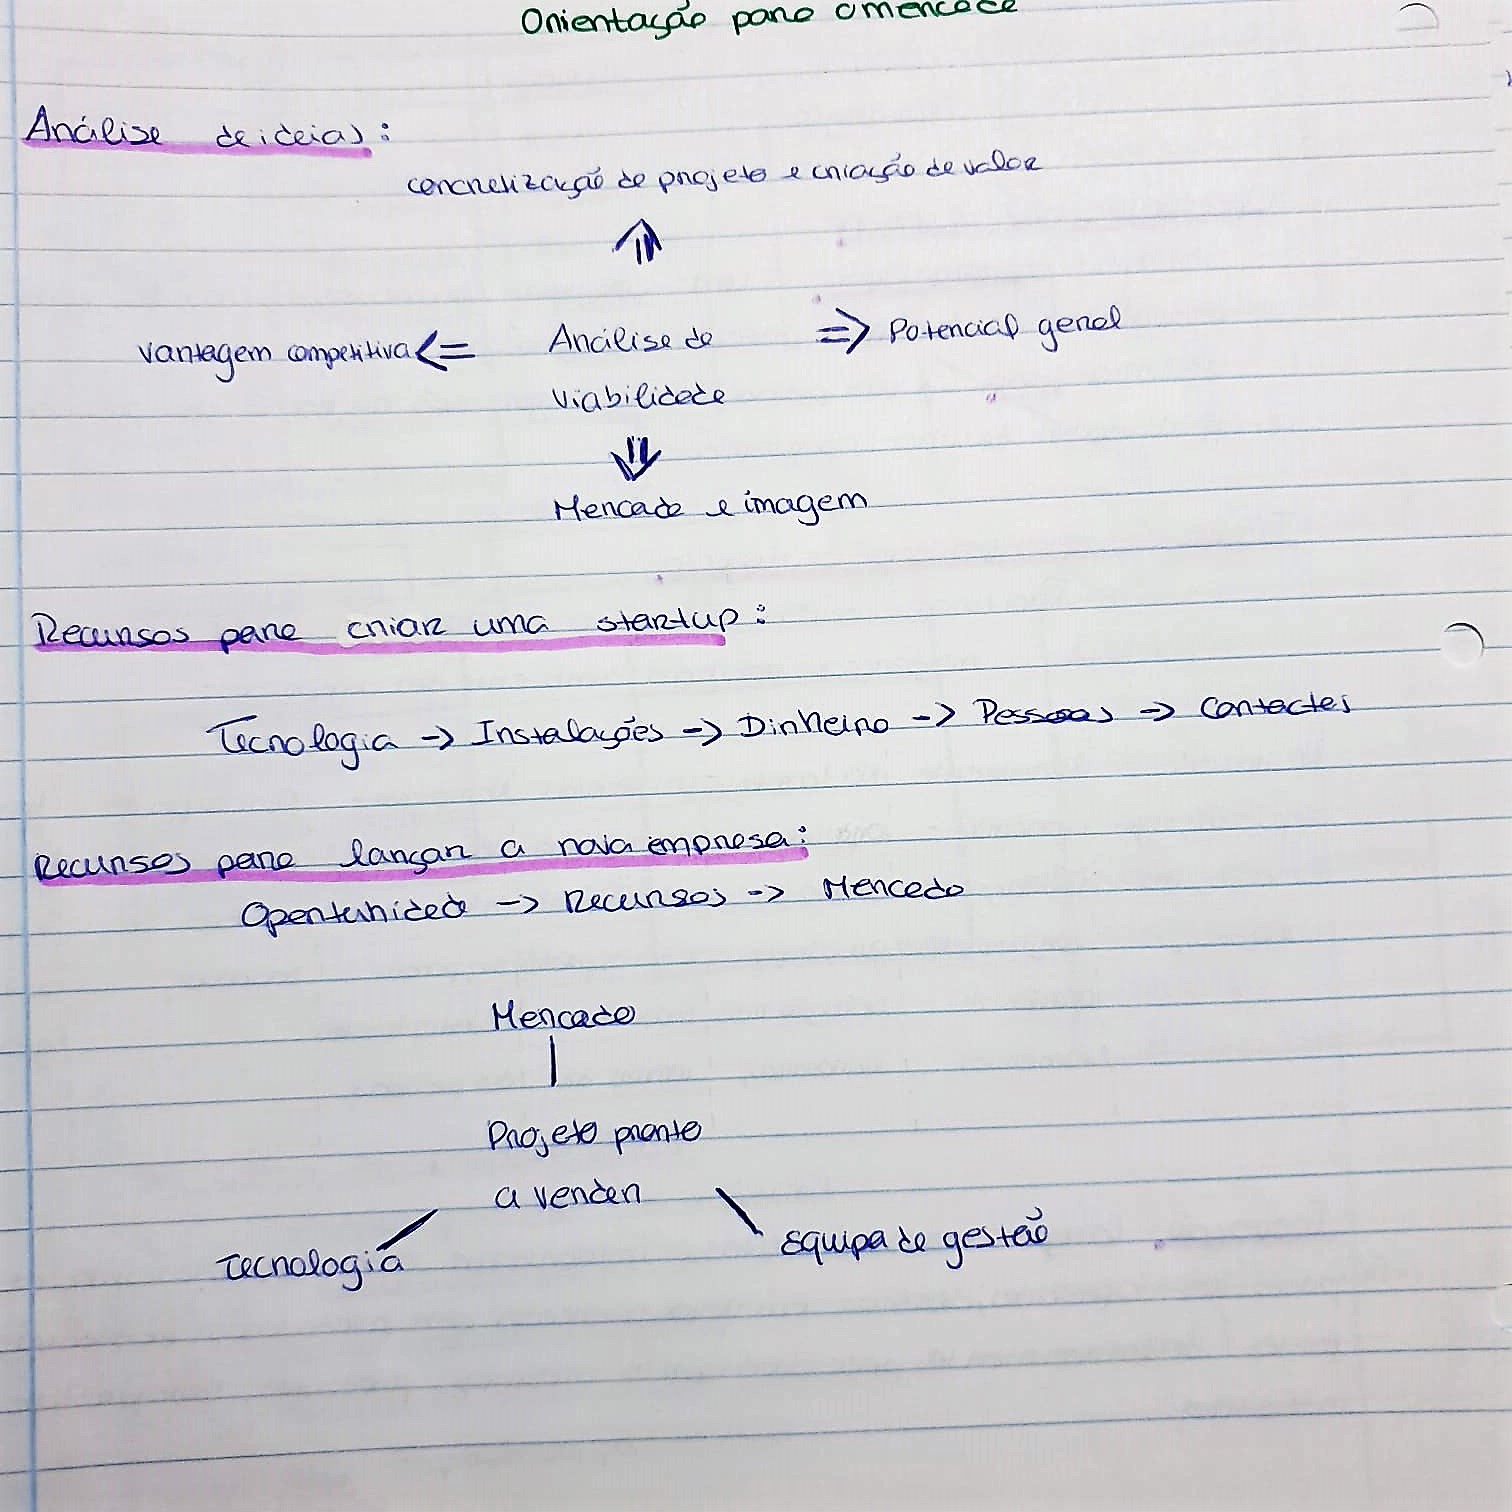 Orientação para o mercado
Análise de ideias:
concretização de projeto e criação de valor
⇑
vantagem competitiva <= Análise de => Potencial geral
viabilidade
⇓
Mercado e imagem
Recursos para criar uma startup:
Tecnologia -> Instalações -> Dinheiro -> Pessoas -> Contactes
Recursos para lançar a nova empresa:
Oportunidade -> Recursos -> Mercado
Mercado
Projeto pronto
a vender
Tecnologia
Equipa de gestão